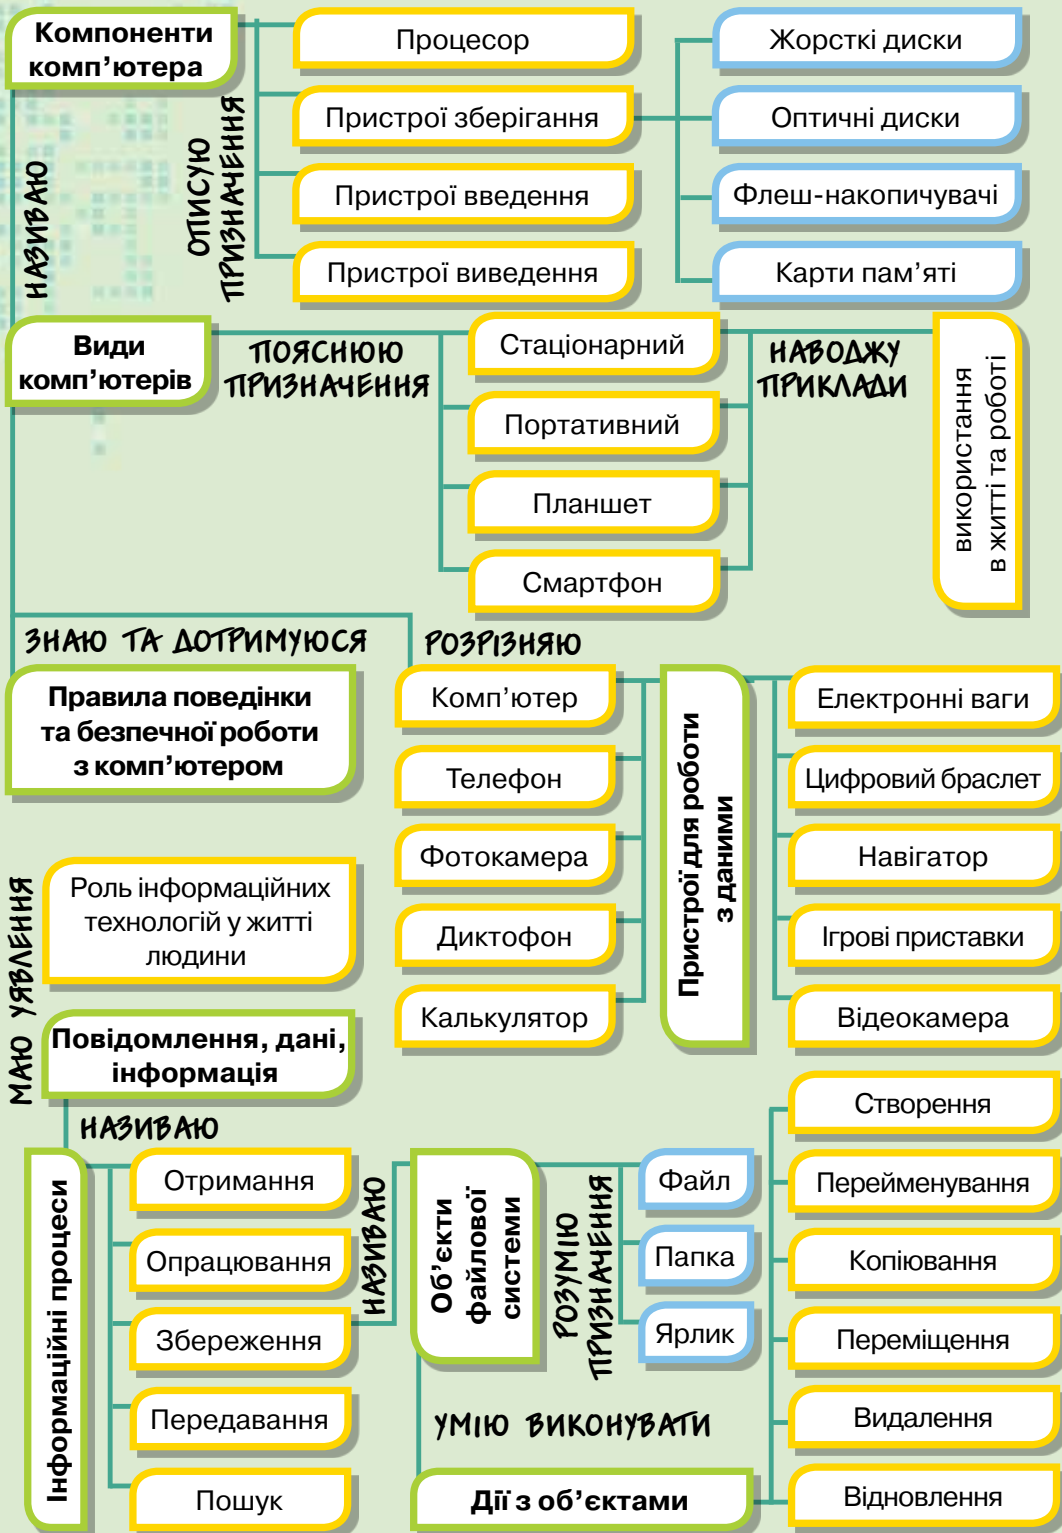 Компоненти
комп’ютера
НАЗИВАЮ
ОПИСУЮ
ПРИЗНАЧЕННЯ
Процесор
Пристрої зберігання
Пристрої введення
Пристрої виведення
Жорсткі диски
Оптичні диски
Флеш-накопичувачі
Карти пам’яті
Види
комп’ютерів
ПОЯСНЮЮ
ПРИЗНАЧЕННЯ
Стаціонарний
Портативний
Планшет
Смартфон
НАВОДЖУ
ПРИКЛАДИ
використання
в житті та роботі
ЗНАЮ ТА ДОТРИМУЮСЯ
Правила поведінки
та безпечної роботи
з комп’ютером
РОЗРІЗНЯЮ
Комп’ютер
Телефон
Фотокамера
Диктофон
Калькулятор
Пристрої для роботи
з даними
Електронні ваги
Цифровий браслет
Навігатор
Ігрові приставки
Відеокамера
МАЮ УЯВЛЕННЯ
Роль інформаційних
технологій у житті
людини
Повідомлення, дані,
інформація
НАЗИВАЮ
Інформаційні процеси
Отримання
Опрацювання
Збереження
Передавання
Пошук
НАЗИВАЮ
Об’єкти
файлової
системи
РОЗУМІЮ
ПРИЗНАЧЕННЯ
Файл
Папка
Ярлик
УМІЮ ВИКОНУВАТИ
Дії з об’єктами
Створення
Перейменування
Копіювання
Переміщення
Видалення
Відновлення